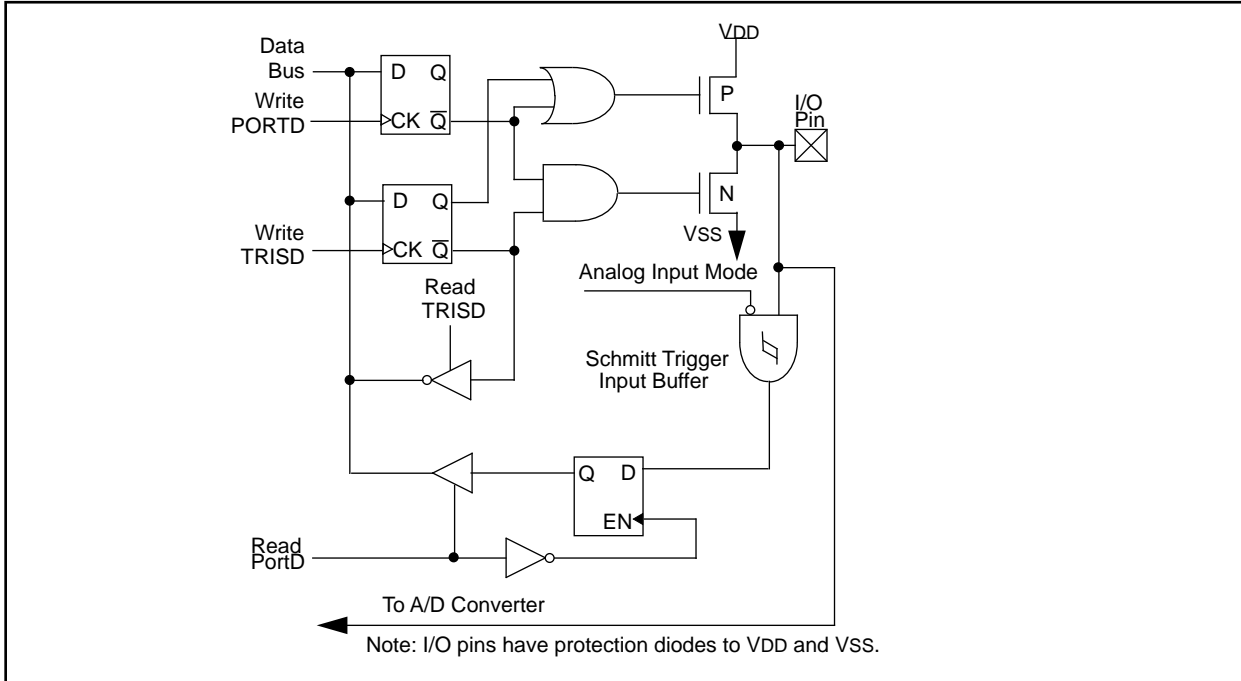 Data
Bus
VDD
D Q
P
Write
PORTD
CK Q
I/O
Pin
D Q
N
Write
TRISD
CK Q
VSS
Analog Input Mode
Read
TRISD
Schmitt Trigger
Input Buffer
Q D
EN
Read
PortD
To A/D Converter
Note: I/O pins have protection diodes to VDD and VSS.